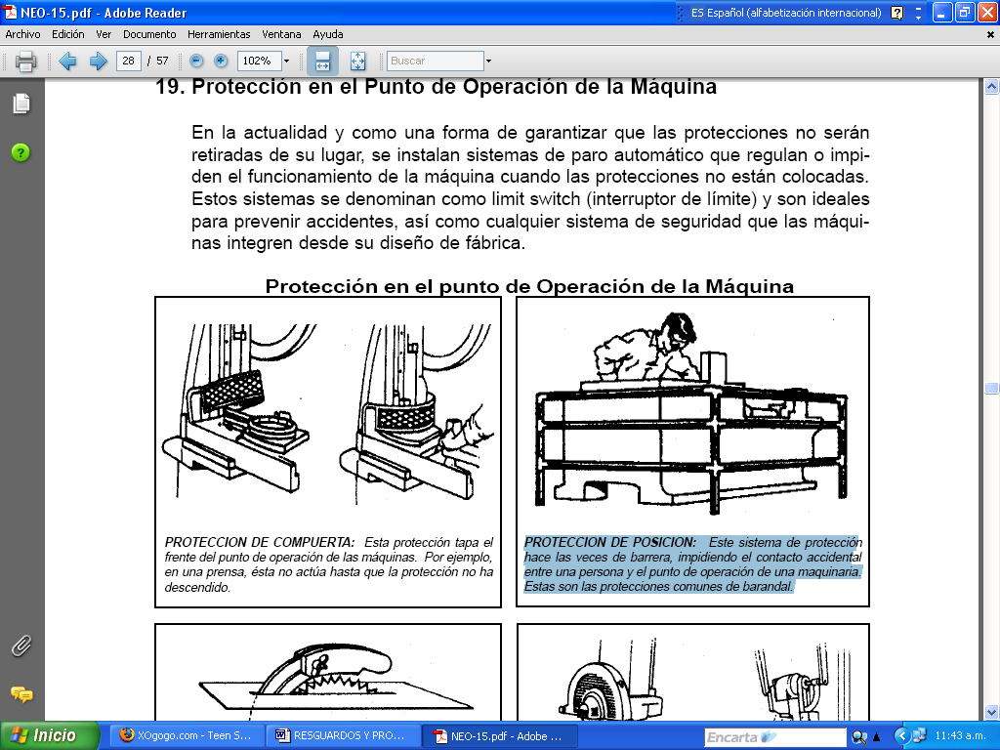 NEO-15.pdf - Adobe Reader
ES Español (alfabetización internacional)
Archivo Edición Ver Documento Herramientas Ventana Ayuda
28 / 57 102% Buscar
19. Protección en el Punto de Operación de la Máquina
En la actualidad y como una forma de garantizar que las protecciones no serán
retiradas de su lugar, se instalan sistemas de paro automático que regulan o impi-
den el funcionamiento de la máquina cuando las protecciones no están colocadas.
Estos sistemas se denominan como limit switch (interruptor de límite) y son ideales
para prevenir accidentes, así como cualquier sistema de seguridad que las máqui-
nas integren desde su diseño de fábrica.
Protección en el punto de Operación de la Máquina
PROTECCION DE COMPUERTA: Esta protección tapa el
frente del punto de operación de las máquinas. Por ejemplo,
en una prensa, ésta no actúa hasta que la protección no ha
descendido.
PROTECCION DE POSICION: Este sistema de protección
hace las veces de barrera, impidiendo el contacto accidental
entre una persona y el punto de operación de una maquinaria.
Estas son las protecciones comunes de barandal.
Inicio
XOgogo.com - Teen S...
RESGUARDOS Y PRO...
NEO-15.pdf - Adobe ...
Encarta
11:43 a.m.